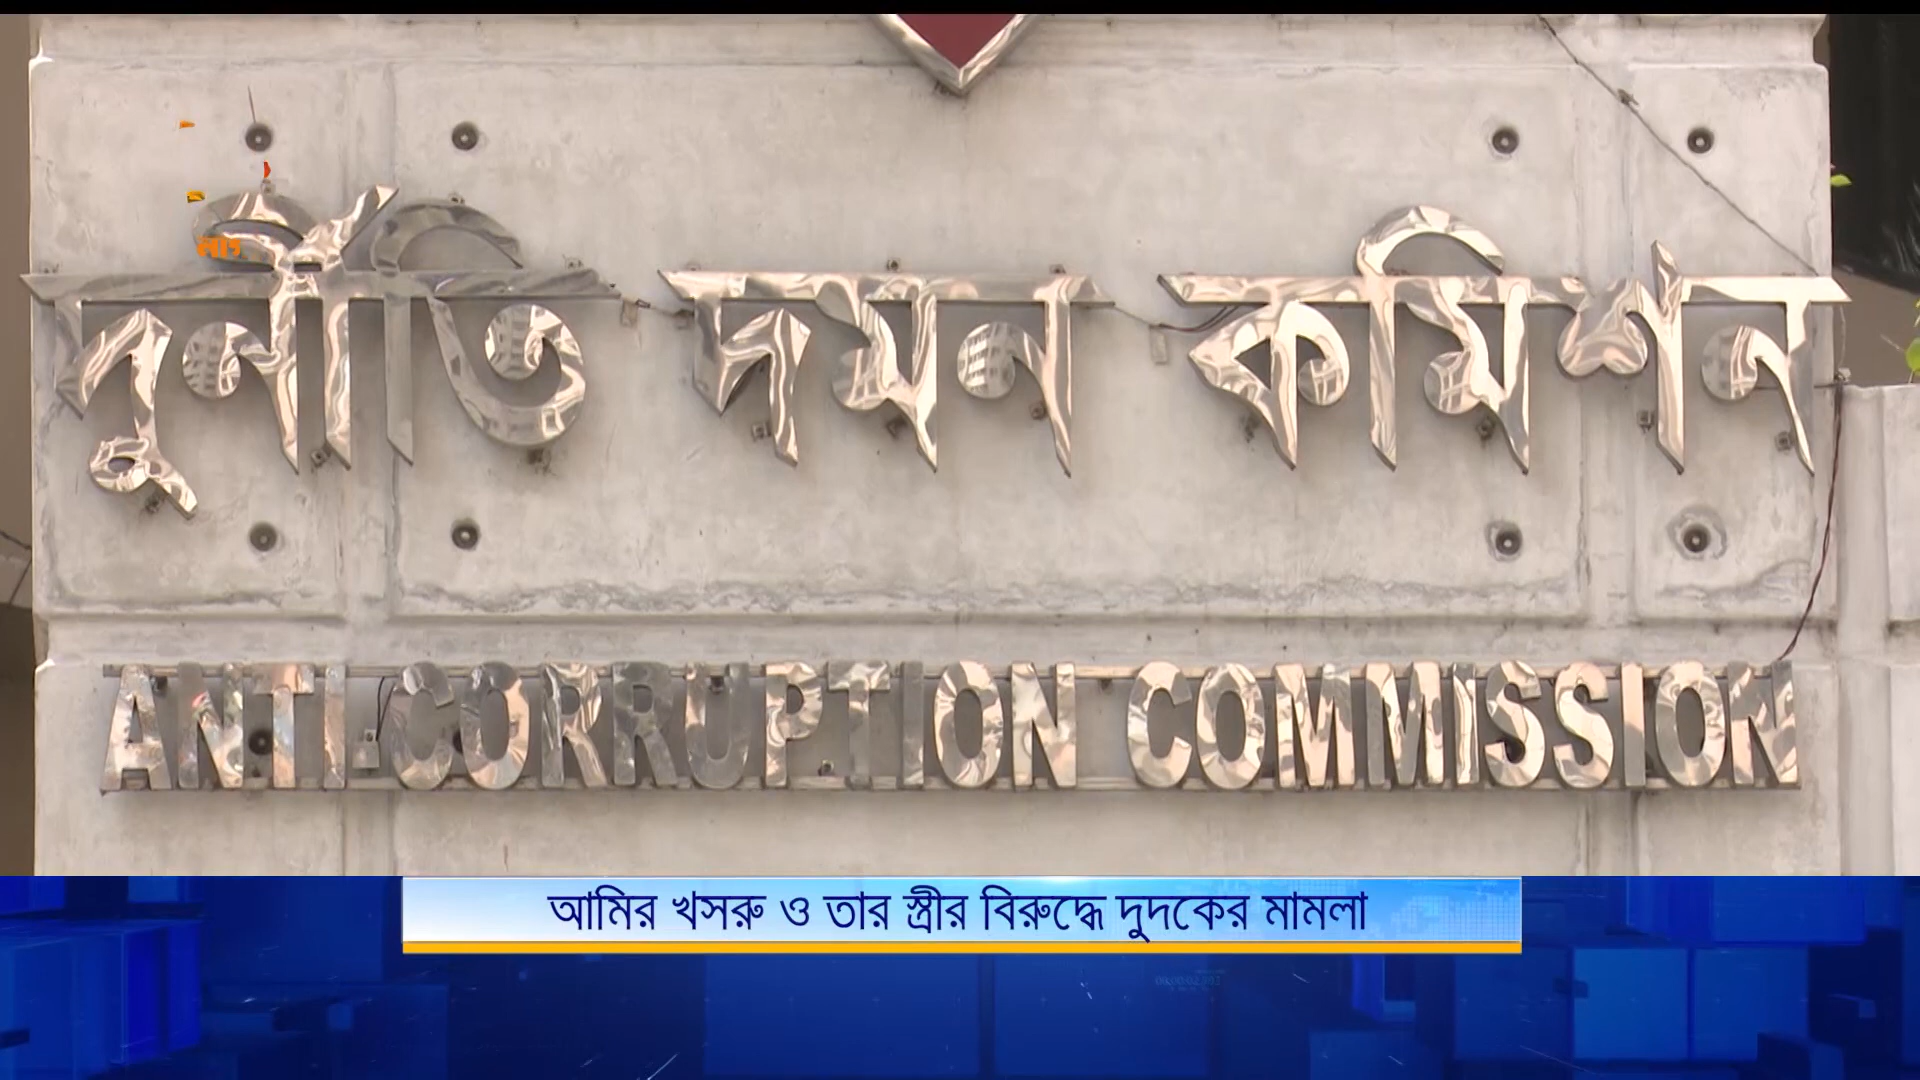 দুর্নীতি দমন কমিশন
ANTI-CORRUPTION COMMISSION
আমির খসরু ও তার স্ত্রীর বিরুদ্ধে দুদকের মামলা